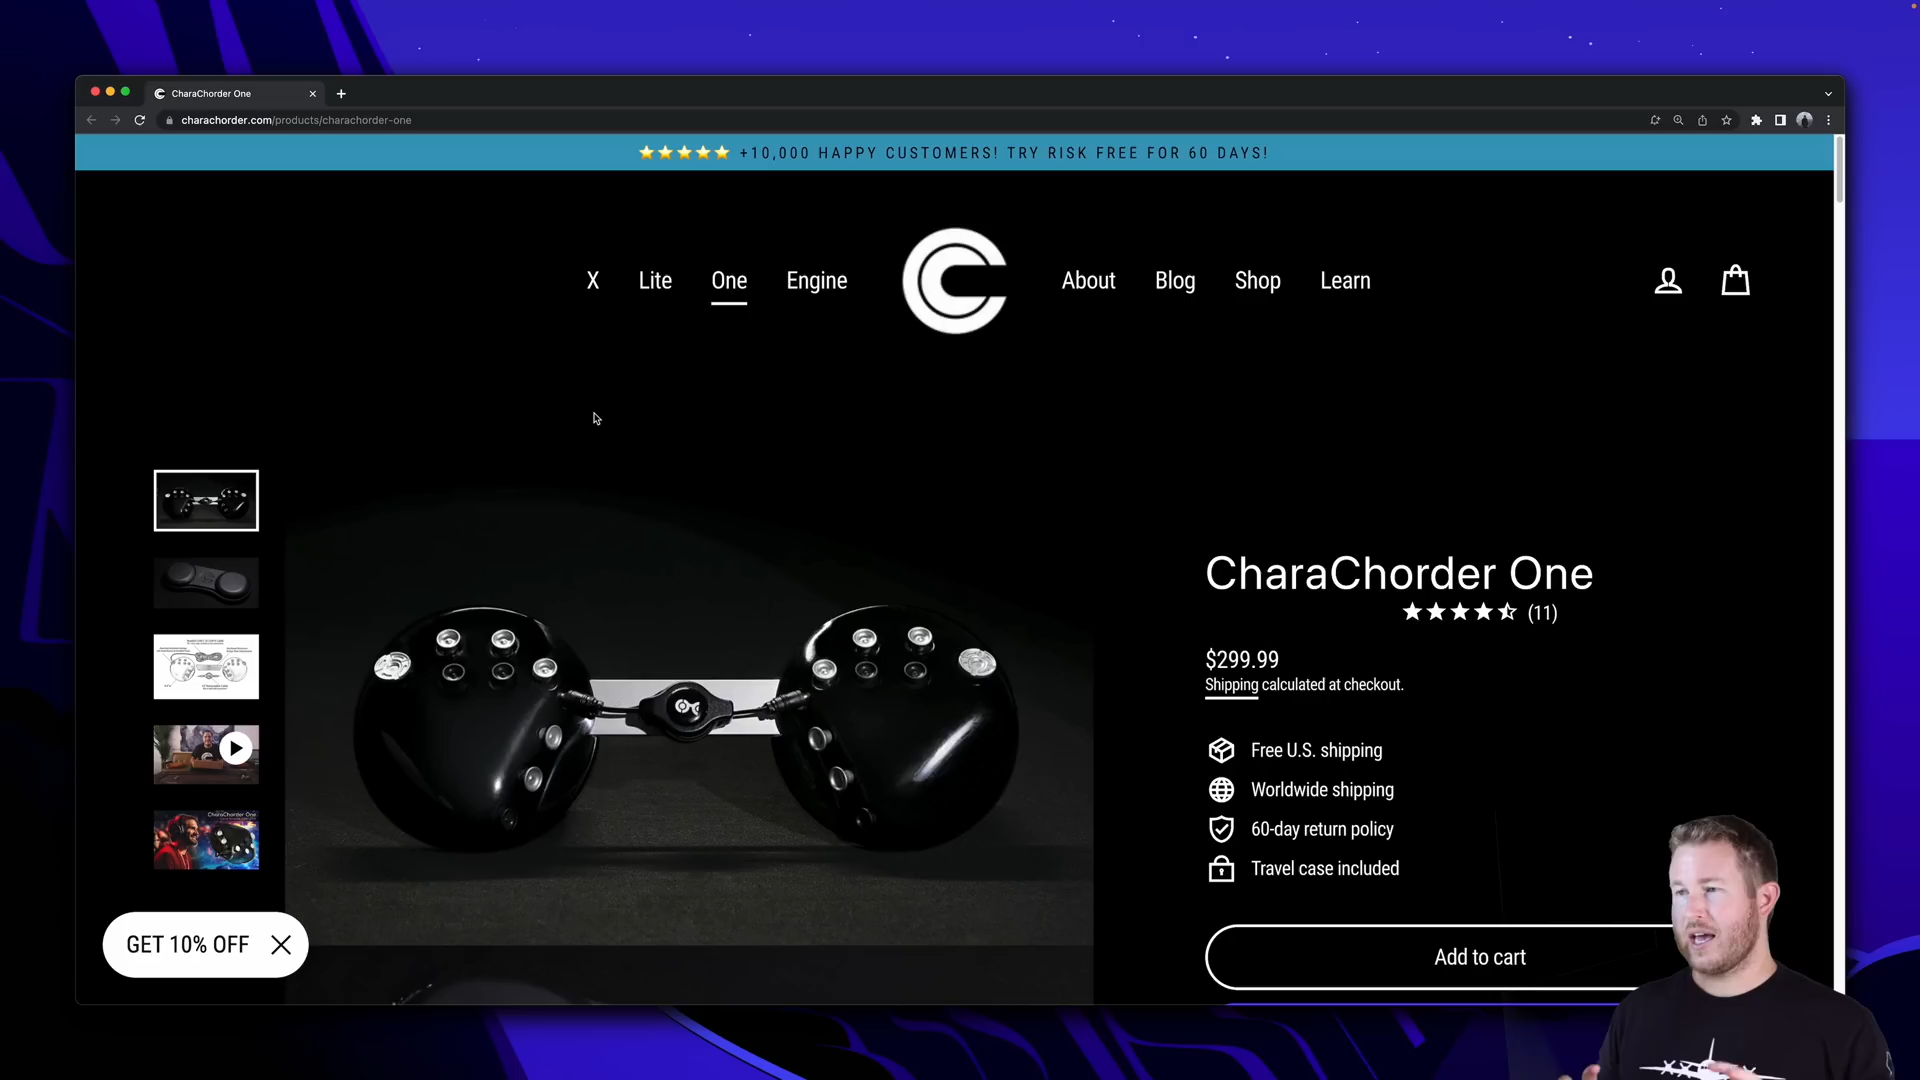 CharaChorder One
charachorder.com/products/charachorder-one
+10,000 HAPPY CUSTOMERS! TRY RISK FREE FOR 60 DAYS!
X
Lite
One
Engine
About
Blog
Shop
Learn
CharaChorder One
CharaChorder One
(11)
$299.99
Shipping calculated at checkout.
Free U.S. shipping
Worldwide shipping
60-day return policy
Travel case included
GET 10% OFF
Add to cart